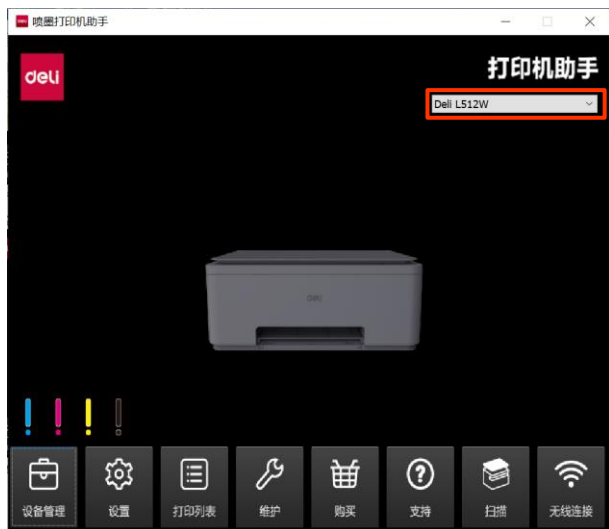 喷墨打印机助手
deli
打印机助手
Deli L512W
deli
设备管理
设置
打印列表
维护
购买
支持
扫描
无线连接